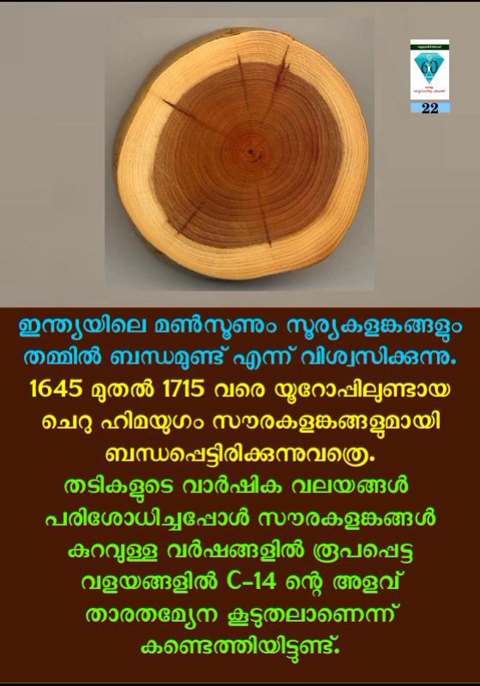 60
22
ഇന്ത്യയിലെ മൺസൂണും സൂര്യകളങ്കങ്ങളും
തമ്മിൽ ബന്ധമുണ്ട് എന്ന് വിശ്വസിക്കുന്നു.
1645 മുതൽ 1715 വരെ യൂറോപ്പിലുണ്ടായ
ചെറു ഹിമയുഗം സൗരകളങ്കങ്ങളുമായി
ബന്ധപ്പെട്ടിരിക്കുന്നുവത്രെ.
തടികളുടെ വാർഷിക വലയങ്ങൾ
പരിശോധിച്ചപ്പോൾ സൗരകളങ്കങ്ങൾ
കുറവുള്ള വർഷങ്ങളിൽ രൂപപ്പെട്ട
വളയങ്ങളിൽ C-14 ന്റെ അളവ്
താരതമ്യേന കൂടുതലാണെന്ന്
കണ്ടെത്തിയിട്ടുണ്ട്.